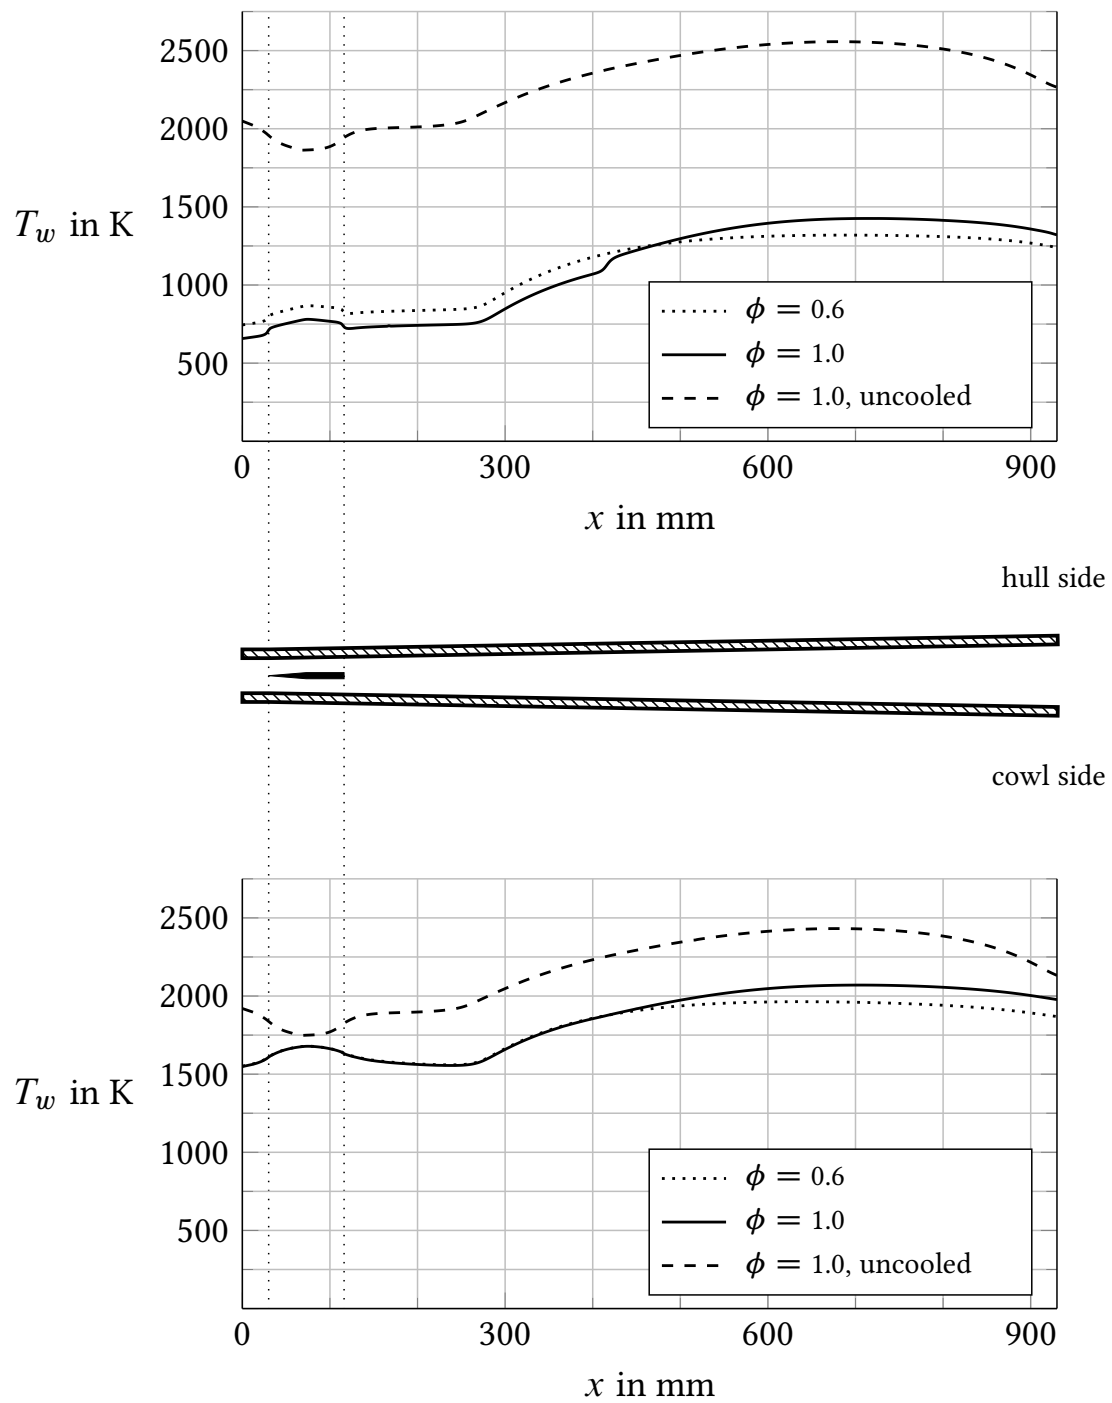 2500
2000
1500
T_w in K
1000
ϕ = 0.6
ϕ = 1.0
500
ϕ = 1.0, uncooled
0 300 600 900
x in mm
hull side
cowl side
2500
2000
1500
T_w in K
1000
ϕ = 0.6
ϕ = 1.0
500
ϕ = 1.0, uncooled
0 300 600 900
x in mm